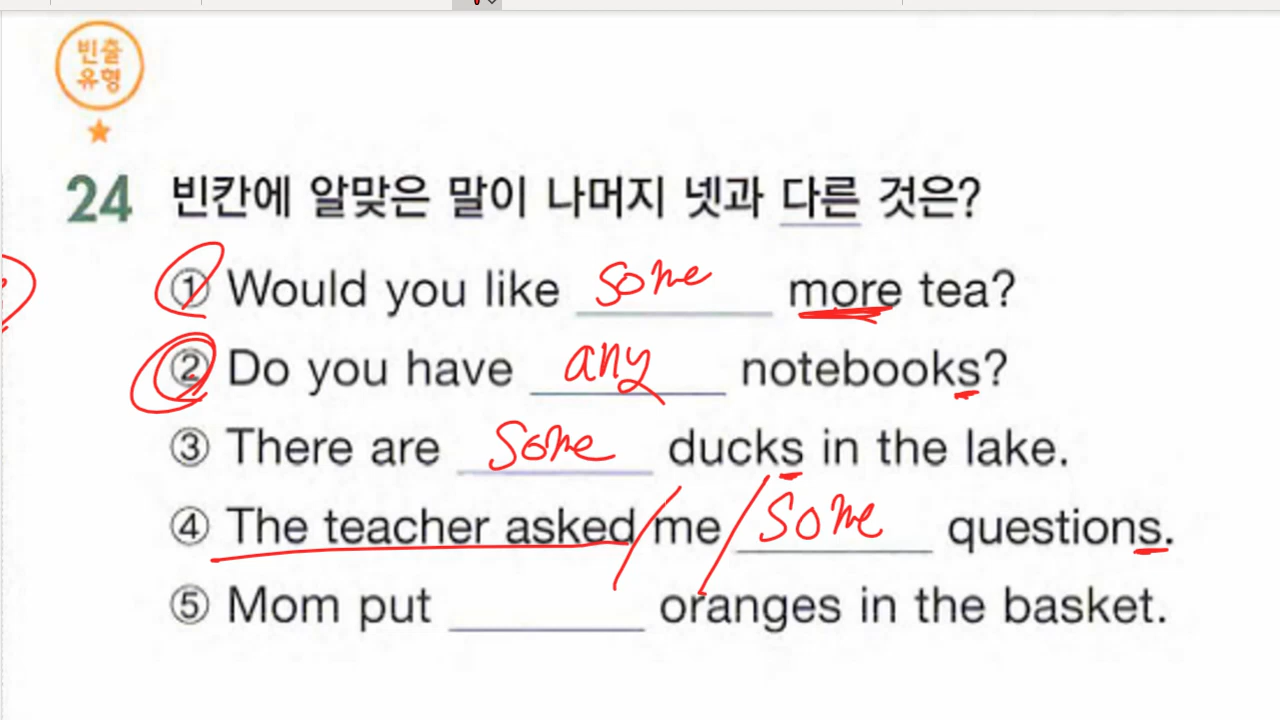 빈출
유형
24 빈칸에 알맞은 말이 나머지 넷과 다른 것은?
① Would you like some more tea?
② Do you have any notebooks?
③ There are some ducks in the lake.
④ The teacher asked / me / some questions.
⑤ Mom put ________ oranges in the basket.